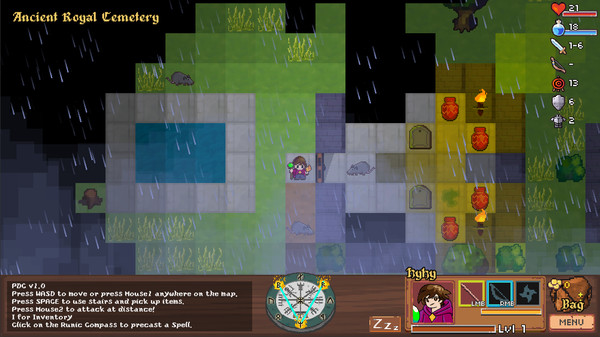 Ancient Royal Cemetery
21
18
1-6
-
13
6
2
PDG v1,0
Press WASD to move or press Mouse1 anywhere on the map,
Press SPACE to use stairs and pick up items,
Press Mouse2 to attack at distance!
I for Inventory
Click on the Runic Compass to precast a Spell,
Zzz
LMB
RMB
Lvl 1
Bag
MENU